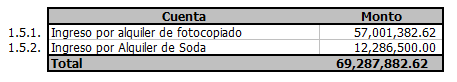 Cuenta Monto
1.5.1. Ingreso por alquiler de fotocopiado 57,001,382.62
1.5.2. Ingreso por Alquiler de Soda 12,286,500.00
Total 69,287,882.62